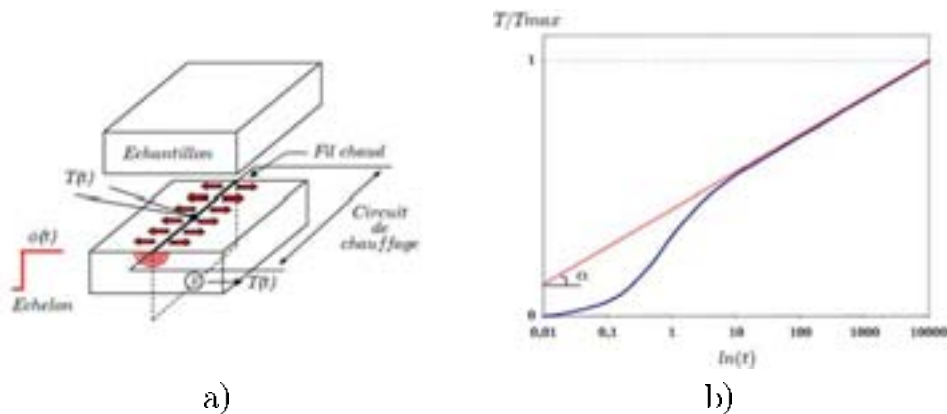 Echantillon
Fil chaud
T(t)
Circuit
de
chauffage
T(t)
Echelon
a)
T/Tmax
1
α
0
0,01
0,1
1
10
100
1000
10000
ln(t)
b)